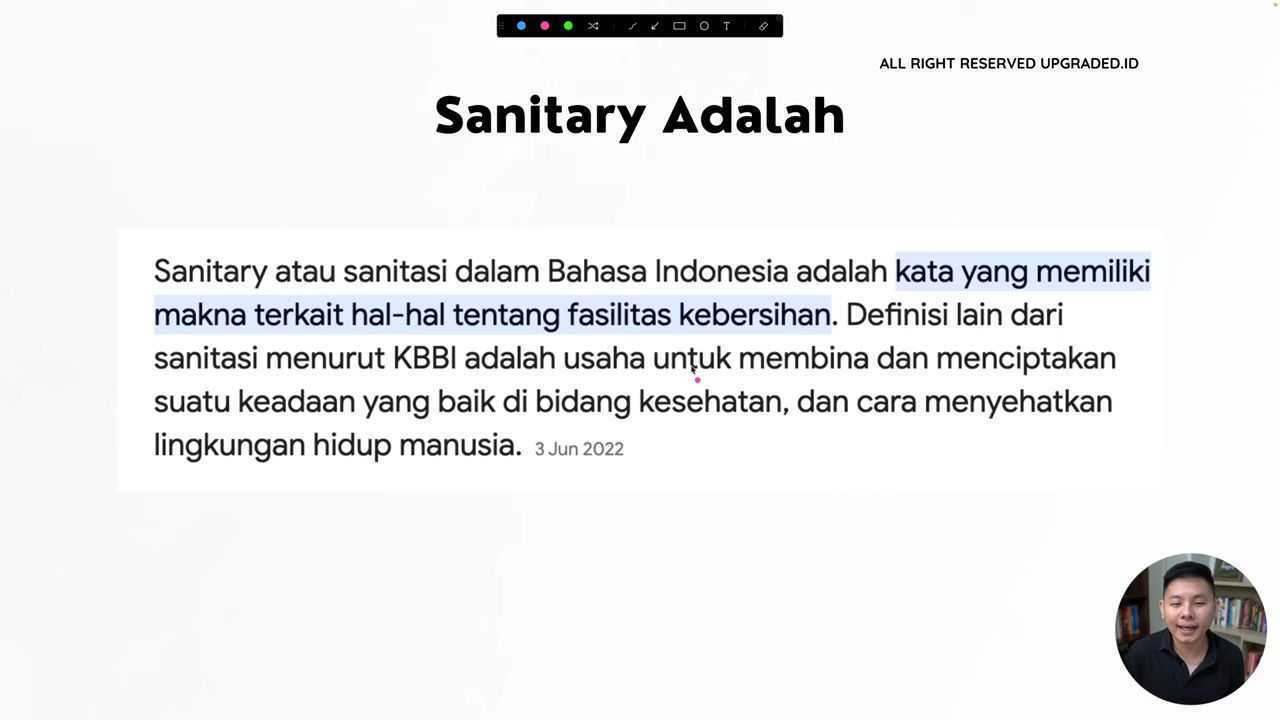 ALL RIGHT RESERVED UPGRADED.ID
Sanitary Adalah
Sanitary atau sanitasi dalam Bahasa Indonesia adalah kata yang memiliki
makna terkait hal-hal tentang fasilitas kebersihan. Definisi lain dari
sanitasi menurut KBBI adalah usaha untuk membina dan menciptakan
suatu keadaan yang baik di bidang kesehatan, dan cara menyehatkan
lingkungan hidup manusia. 3 Jun 2022